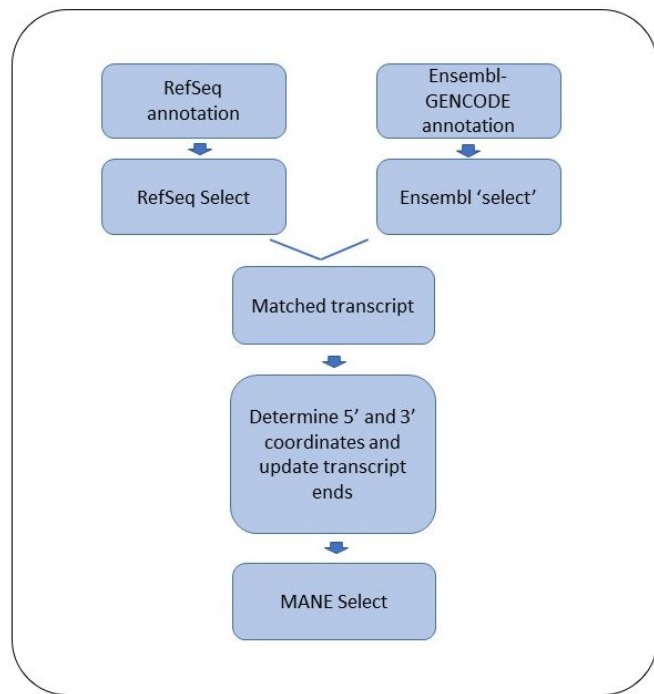 RefSeq
annotation
Ensembl-
GENCODE
annotation
RefSeq Select
Ensembl ‘select’
Matched transcript
Determine 5’ and 3’
coordinates and
update transcript
ends
MANE Select